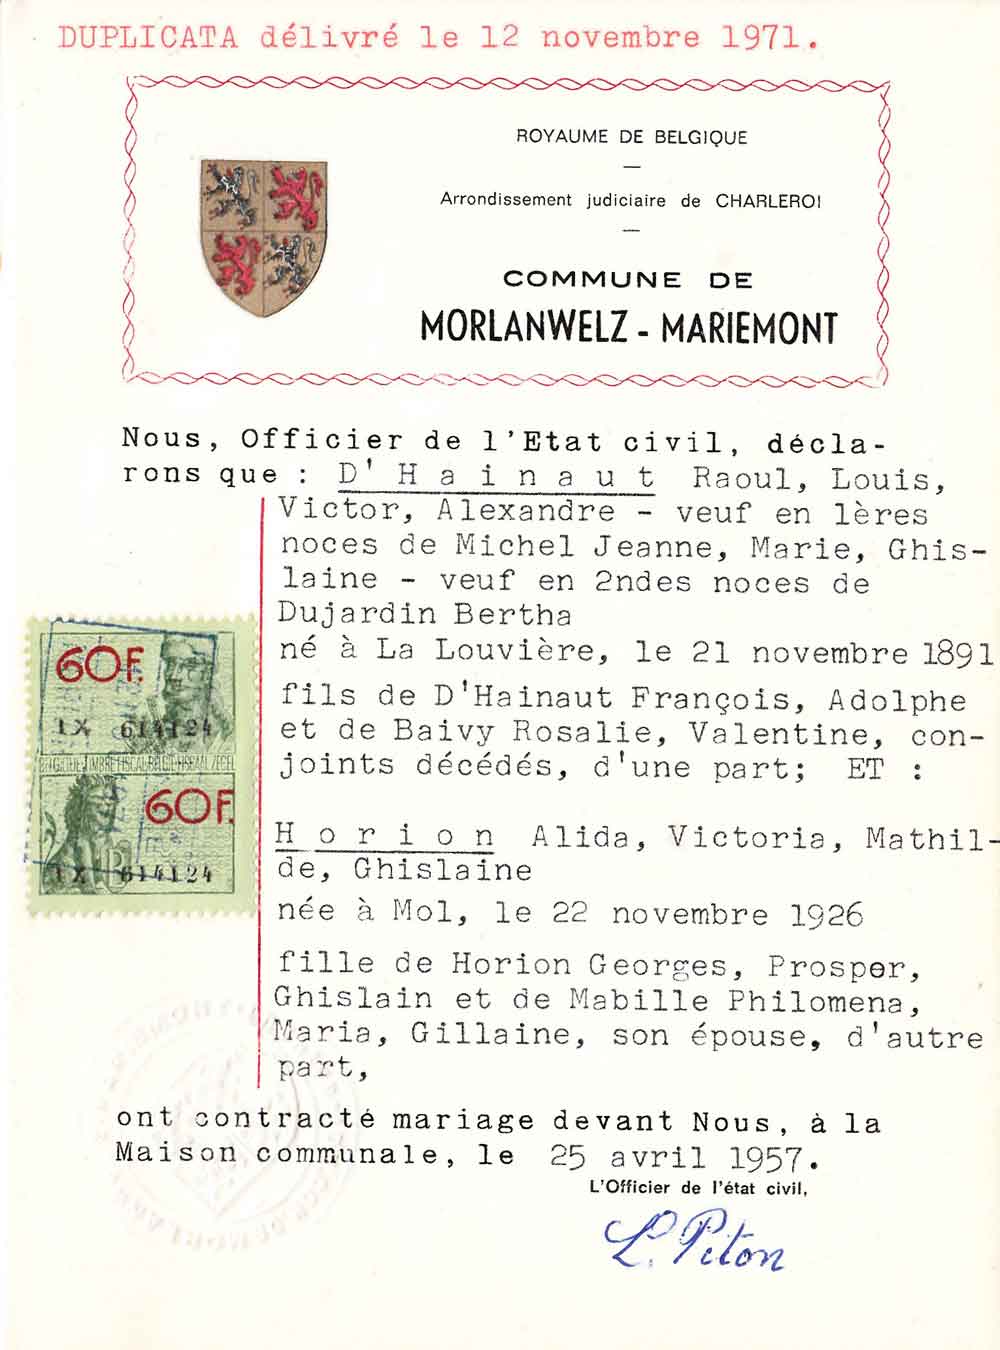 DUPLICATA délivré le 12 novembre 1971.
ROYAUME DE BELGIQUE
Arrondissement judiciaire de CHARLEROI
COMMUNE DE
MORLANWELZ - MARIEMONT
Nous, Officier de l'Etat civil, décla-
rons que : D' H a i n a u t Raoul, Louis,
Victor, Alexandre - veuf en 1ères
noces de Michel Jeanne, Marie, Ghis-
laine - veuf en 2ndes noces de
Dujardin Bertha
né à La Louvière, le 21 novembre 1891
fils de D'Hainaut François, Adolphe
et de Baivy Rosalie, Valentine, con-
joints décédés, d'une part; ET :
60F.
IX 614124
60F.
IX 614124
H o r i o n Alida, Victoria, Mathil-
de, Ghislaine
née à Mol, le 22 novembre 1926
fille de Horion Georges, Prosper,
Ghislain et de Mabille Philomena,
Maria, Gillaine, son épouse, d'autre
part,
ont contracté mariage devant Nous, à la
Maison communale, le 25 avril 1957.
L'Officier de l'état civil,
L. Piton